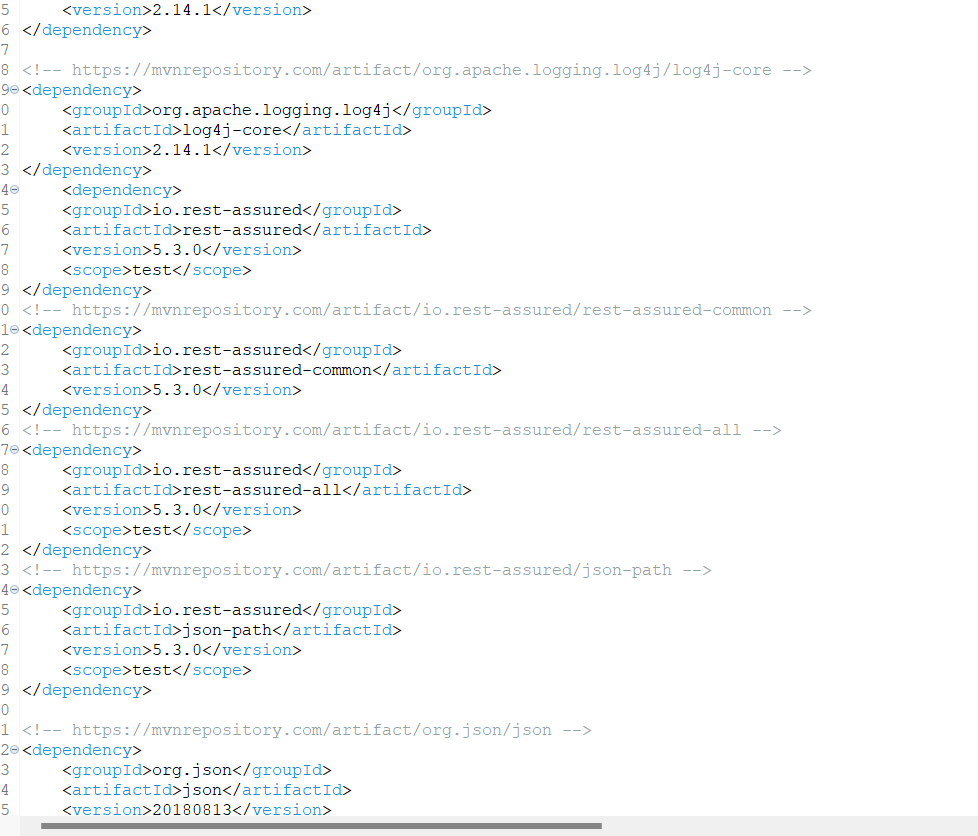 5     <version>2.14.1</version>
6 </dependency>
7
8 <!-- https://mvnrepository.com/artifact/org.apache.logging.log4j/log4j-core -->
9 <dependency>
0     <groupId>org.apache.logging.log4j</groupId>
1     <artifactId>log4j-core</artifactId>
2     <version>2.14.1</version>
3 </dependency>
4     <dependency>
5     <groupId>io.rest-assured</groupId>
6     <artifactId>rest-assured</artifactId>
7     <version>5.3.0</version>
8     <scope>test</scope>
9 </dependency>
0 <!-- https://mvnrepository.com/artifact/io.rest-assured/rest-assured-common -->
1 <dependency>
2     <groupId>io.rest-assured</groupId>
3     <artifactId>rest-assured-common</artifactId>
4     <version>5.3.0</version>
5 </dependency>
6 <!-- https://mvnrepository.com/artifact/io.rest-assured/rest-assured-all -->
7 <dependency>
8     <groupId>io.rest-assured</groupId>
9     <artifactId>rest-assured-all</artifactId>
0     <version>5.3.0</version>
1     <scope>test</scope>
2 </dependency>
3 <!-- https://mvnrepository.com/artifact/io.rest-assured/json-path -->
4 <dependency>
5     <groupId>io.rest-assured</groupId>
6     <artifactId>json-path</artifactId>
7     <version>5.3.0</version>
8     <scope>test</scope>
9 </dependency>
0
1 <!-- https://mvnrepository.com/artifact/org.json/json -->
2 <dependency>
3     <groupId>org.json</groupId>
4     <artifactId>json</artifactId>
5     <version>20180813</version>